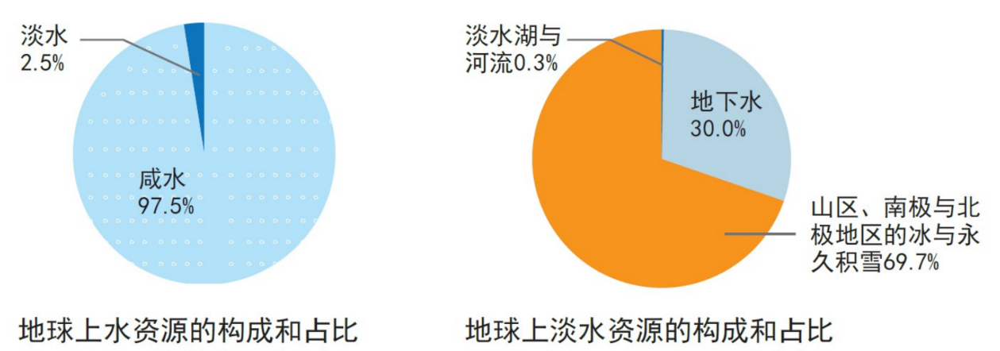 淡水
2.5%
咸水
97.5%
地球上水资源的构成和占比
淡水湖与
河流0.3%
地下水
30.0%
山区、南极与北
极地区的冰与永
久积雪69.7%
地球上淡水资源的构成和占比